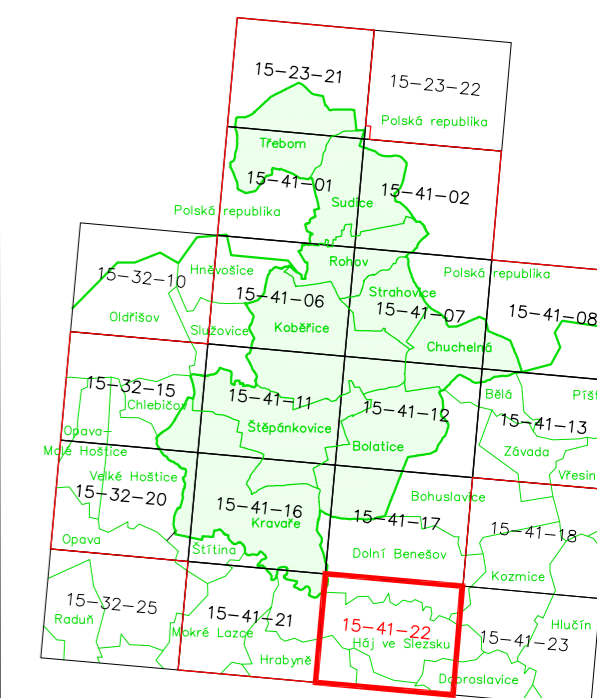 15-23-21
15-23-22
Polská republika
Třebom
15-41-01
15-41-02
Sudice
Polská republika
Rohov
Hněvošice
Polská republika
15-32-10
15-41-06
Strahovice
15-41-07
15-41-08
Oldřišov
Služovice
Kobeřice
Chuchelná
15-32-15
Chlebičov
15-41-11
Štěpánkovice
15-41-12
Bělá
15-41-13
Opava-
Malé Hoštice
Bolatice
Závada
Velké Hoštice
15-32-20
15-41-16
Kravaře
Bohuslavice
15-41-17
15-41-18
Opava
Štítina
Dolní Benešov
Kozmice
15-32-25
Raduň
Mokré Lazce
15-41-21
Hrabyně
15-41-22
Háj ve Slezsku
Hlučín
15-41-23
Dobroslavice